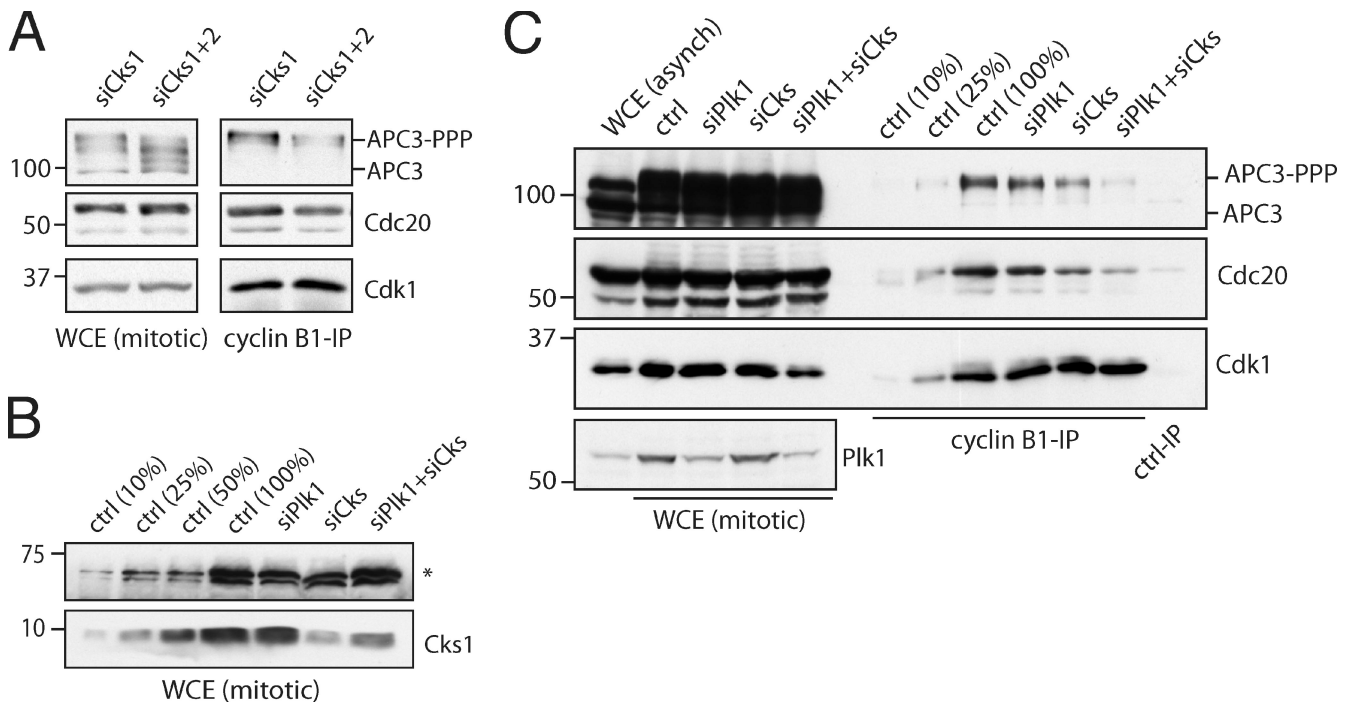 A
siCks1
siCks1+2
siCks1
siCks1+2
APC3-PPP
100
APC3
50
Cdc20
37
Cdk1
WCE (mitotic)
cyclin B1-IP
B
ctrl (10%)
ctrl (25%)
ctrl (50%)
ctrl (100%)
siPlk1
siCks
siPlk1+siCks
75
*
10
Cks1
WCE (mitotic)
C
WCE (asynch)
ctrl
siPlk1
siCks
siPlk1+siCks
ctrl (10%)
ctrl (25%)
ctrl (100%)
siPlk1
siCks
siPlk1+siCks
APC3-PPP
100
APC3
Cdc20
50
37
Cdk1
cyclin B1-IP
ctrl-IP
Plk1
50
WCE (mitotic)